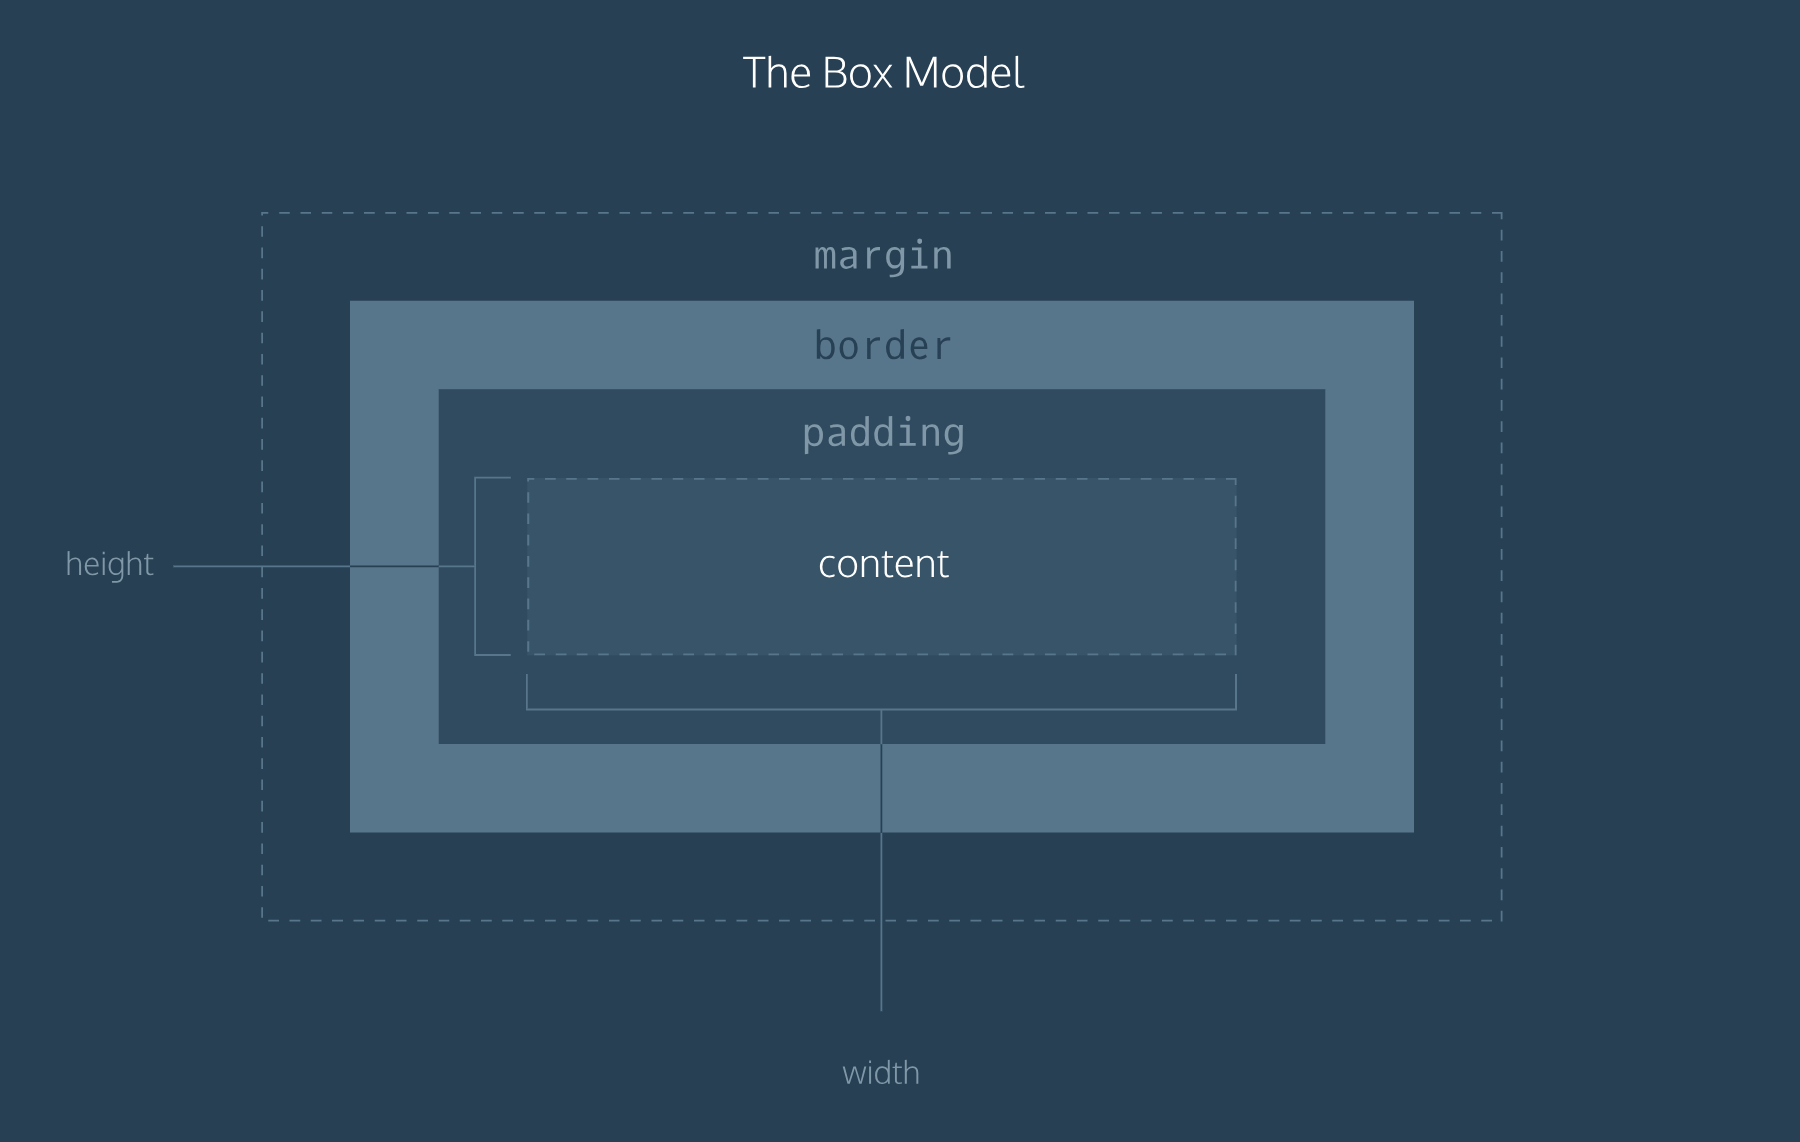 The Box Model
margin
border
padding
content
height
width